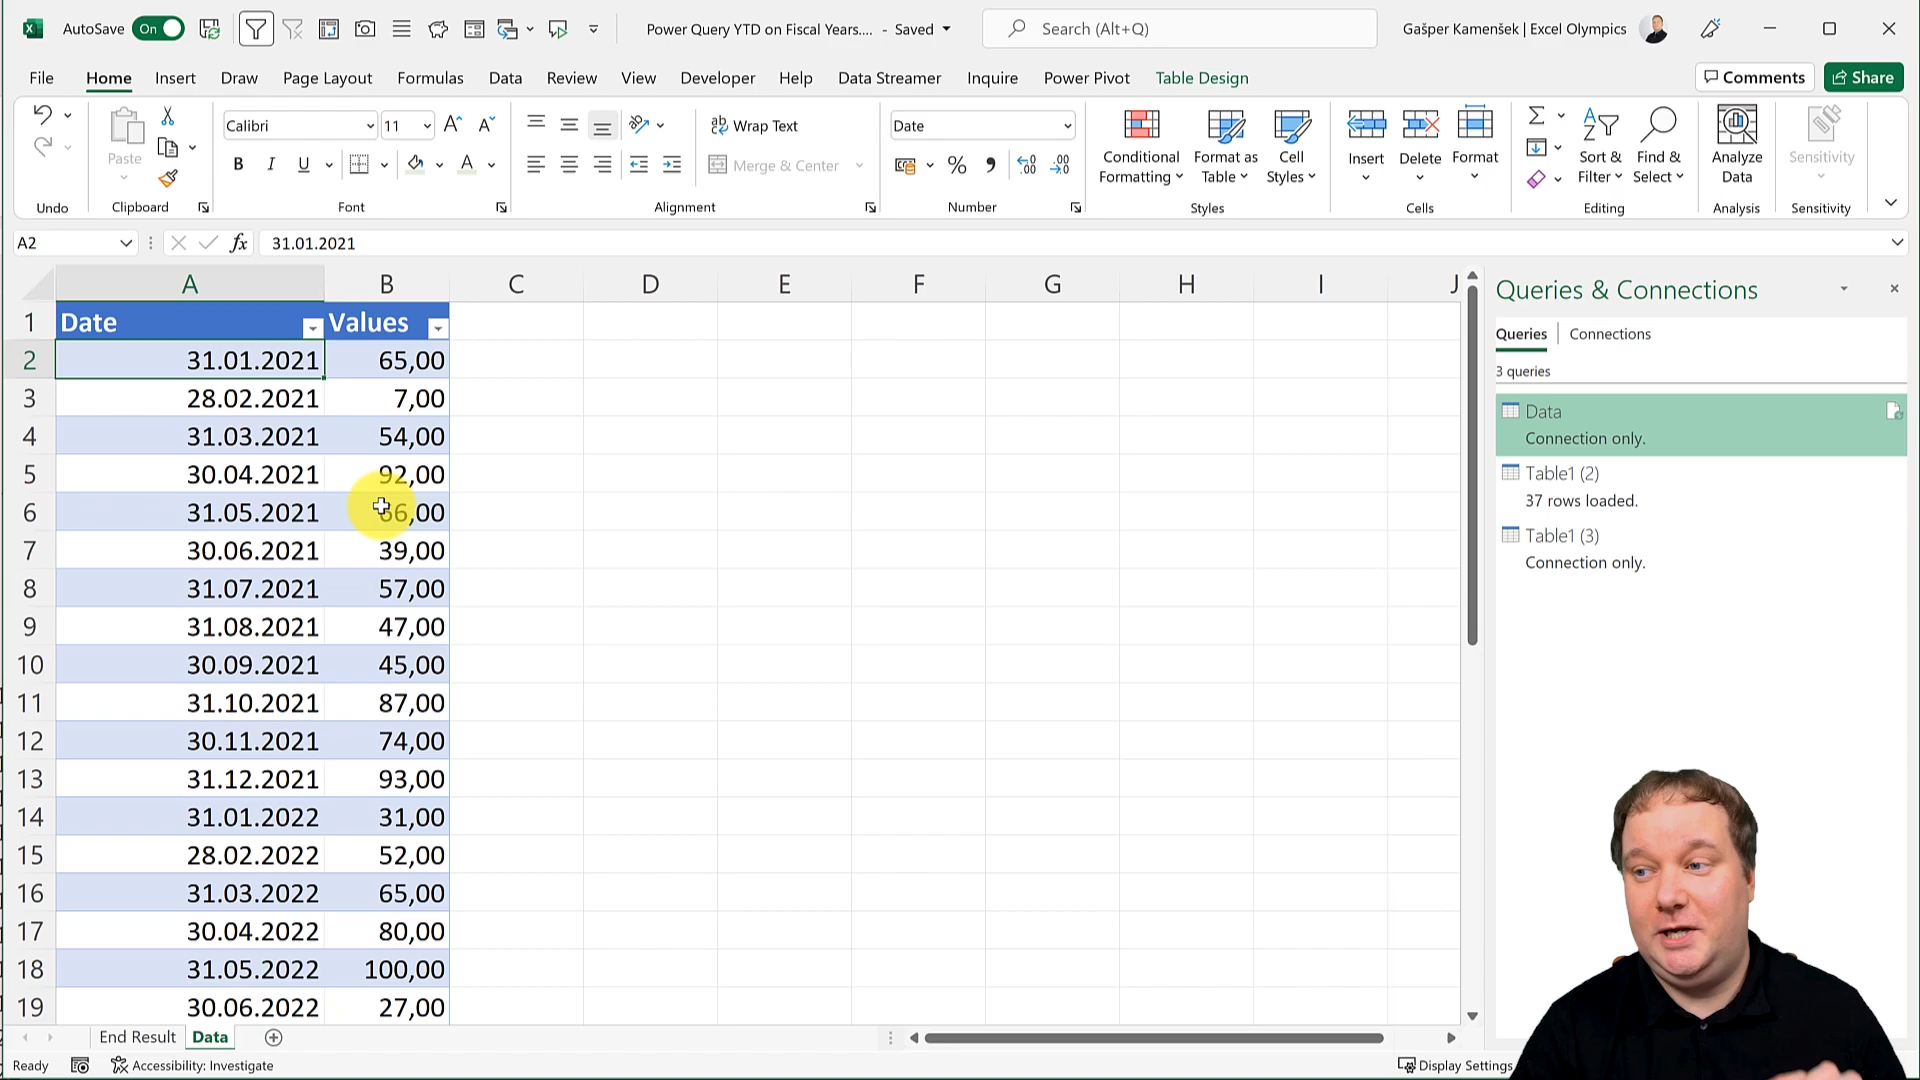 AutoSave On Power Query YTD on Fiscal Years.... - Saved Search (Alt+Q) Gašper Kamenšek | Excel Olympics
File Home Insert Draw Page Layout Formulas Data Review View Developer Help Data Streamer Inquire Power Pivot Table Design Comments Share
Calibri 11 Wrap Text Date
Paste B I U Merge & Center % Conditional Formatting Format as Table Cell Styles Insert Delete Format Sort & Filter Find & Select Analyze Data Sensitivity
Undo Clipboard Font Alignment Number Styles Cells Editing Analysis Sensitivity
A2 fx 31.01.2021
A B C D E F G H I J
1 Date Values
2 31.01.2021 65,00
3 28.02.2021 7,00
4 31.03.2021 54,00
5 30.04.2021 92,00
6 31.05.2021
7 30.06.2021 39,00
8 31.07.2021 57,00
9 31.08.2021 47,00
10 30.09.2021 45,00
11 31.10.2021 87,00
12 30.11.2021 74,00
13 31.12.2021 93,00
14 31.01.2022 31,00
15 28.02.2022 52,00
16 31.03.2022 65,00
17 30.04.2022 80,00
18 31.05.2022 100,00
19 30.06.2022 27,00
Queries & Connections
Queries Connections
3 queries
Data
Connection only.
Table1 (2)
37 rows loaded.
Table1 (3)
Connection only.
End Result Data
Ready Accessibility: Investigate Display Settings